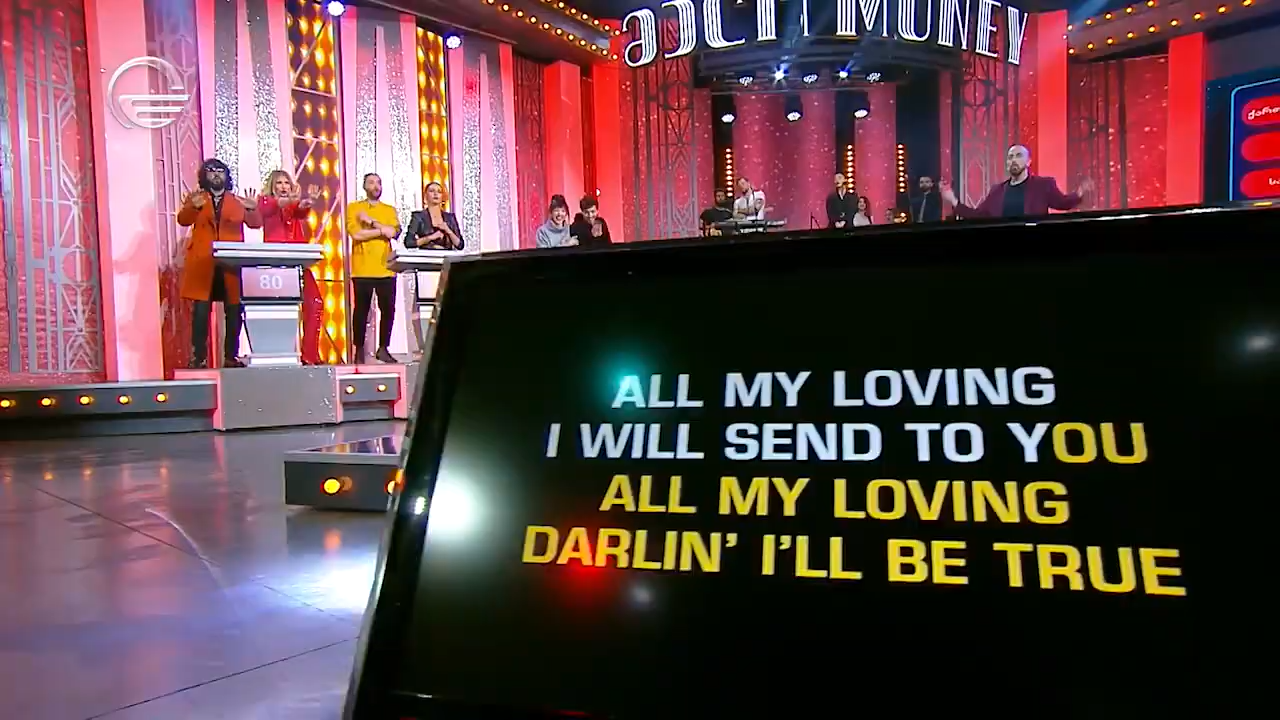 MONEY
80
ALL MY LOVING
I WILL SEND TO YOU
ALL MY LOVING
DARLIN' I'LL BE TRUE